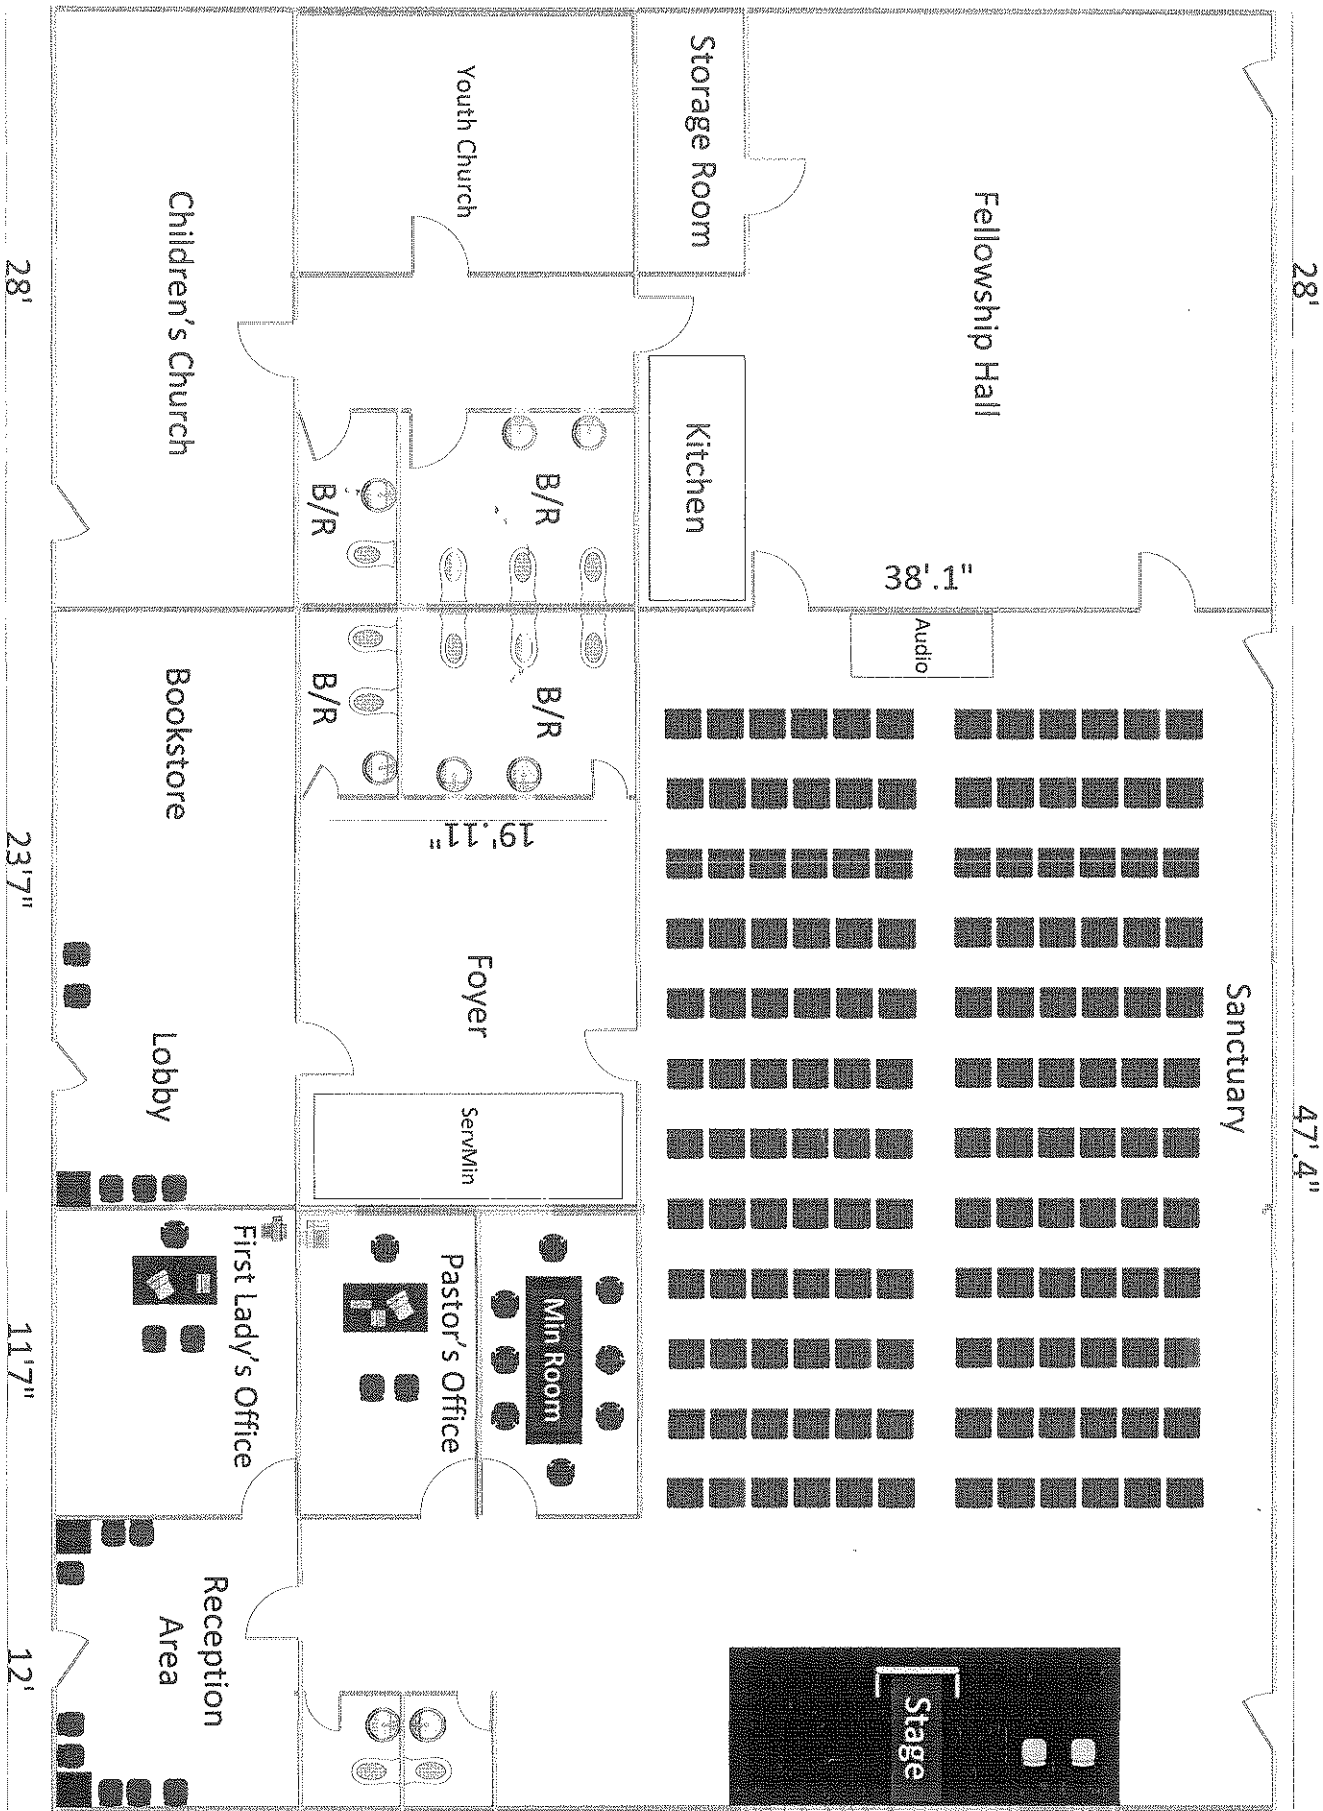 28'
47'.4"
Storage Room
Fellowship Hall
Youth Church
Children's Church
Kitchen
B/R
B/R
38'.1"
Audio
B/R
B/R
Bookstore
19'.11"
Foyer
Lobby
ServMin
Sanctuary
First Lady's Office
Pastor's Office
Min Room
Reception
Area
Stage
28'
23'7"
11'7"
12'